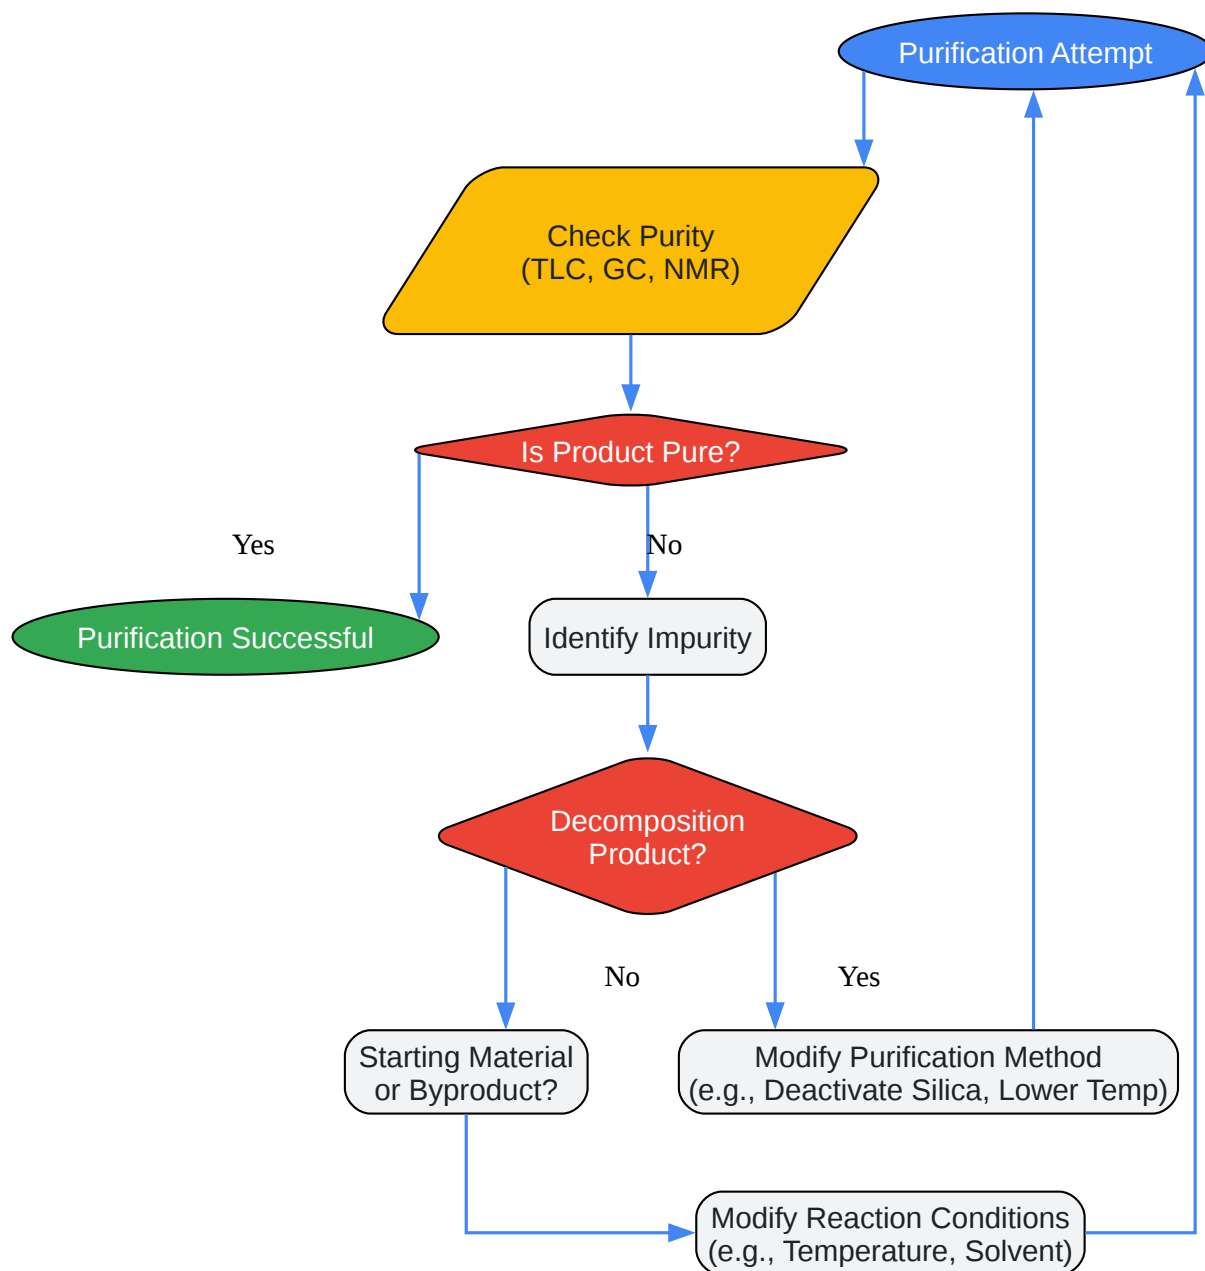 Purification Attempt
Check Purity
(TLC, GC, NMR)
Is Product Pure?
Yes
No
Purification Successful
Identify Impurity
Decomposition
Product?
No
Yes
Starting Material
or Byproduct?
Modify Purification Method
(e.g., Deactivate Silica, Lower Temp)
Modify Reaction Conditions
(e.g., Temperature, Solvent)